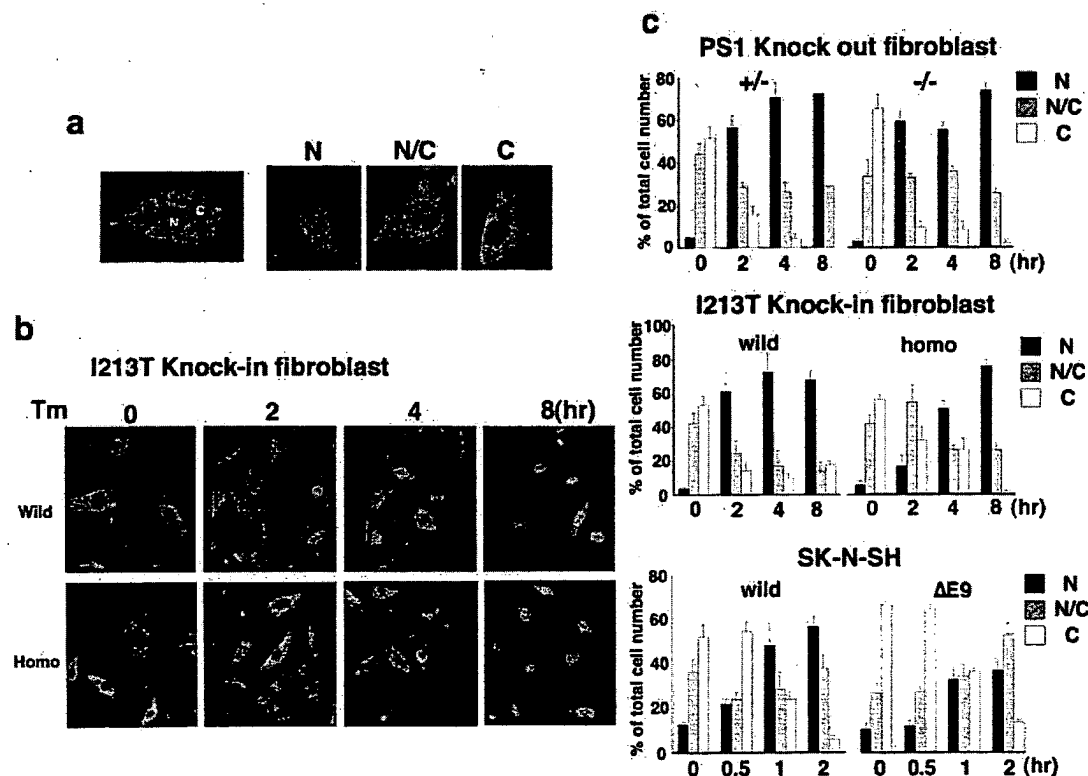 a
N
C
N N/C C
b
I213T Knock-in fibroblast
Tm 0 2 4 8(hr)
Wild
Homo
c
PS1 Knock out fibroblast
+/- -/-
N
N/C
C
% of total cell number
80
60
40
20
0
0 2 4 8 0 2 4 8 (hr)
I213T Knock-in fibroblast
wild homo
N
N/C
C
% of total cell number
100
80
60
40
20
0
0 2 4 8 0 2 4 8 (hr)
SK-N-SH
wild ΔE9
N
N/C
C
% of total cell number
80
60
40
20
0
0 0.5 1 2 0 0.5 1 2 (hr)